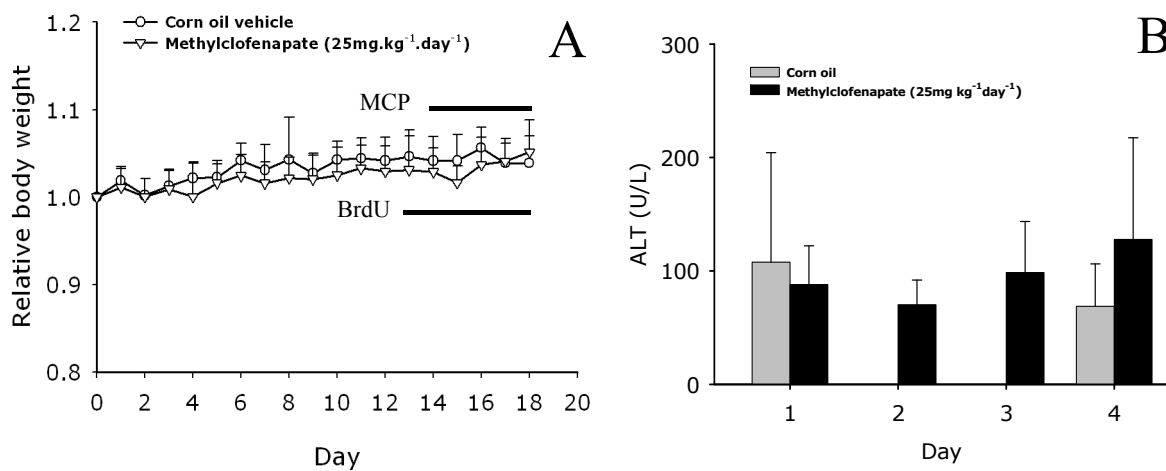 A
Corn oil vehicle
Methylclofenapate (25mg.kg⁻¹.day⁻¹)
MCP
BrdU
Relative body weight
1.2
1.1
1.0
0.9
0.8
0 2 4 6 8 10 12 14 16 18 20
Day
B
Corn oil
Methylclofenapate (25mg kg⁻¹day⁻¹)
ALT (U/L)
300
200
100
0
1 2 3 4
Day